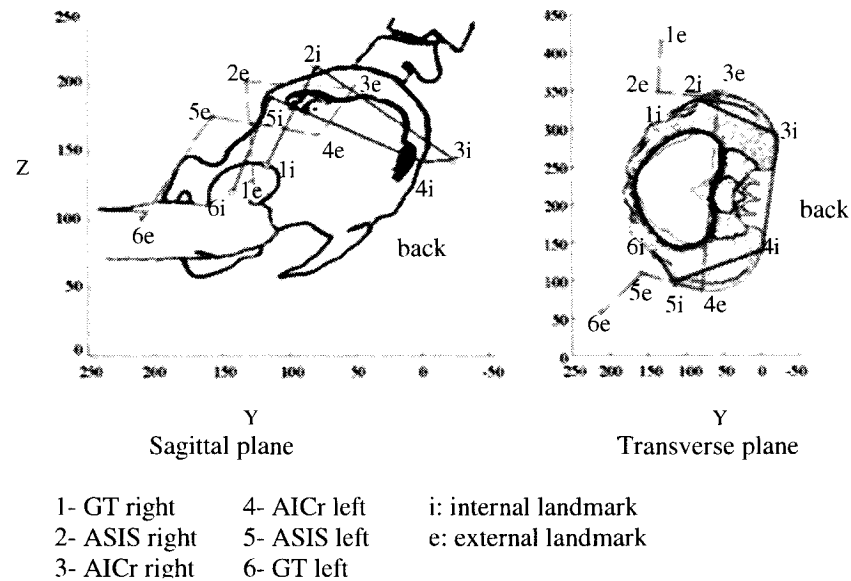 250
200
150
100
50
0
Z
250 200 150 100 50 0 -50
2i
2e
3e
5e
5i
4e
3i
1i
1e
4i
6i
6e
back
Y
Sagittal plane
450
400
350
300
250
200
150
100
50
0
250 200 150 100 50 0 -50
1e
2e 2i 3e
1i
3i
back
6i
4i
5e
5i 4e
6e
Y
Transverse plane
1- GT right 4- AICr left i: internal landmark
2- ASIS right 5- ASIS left e: external landmark
3- AICr right 6- GT left